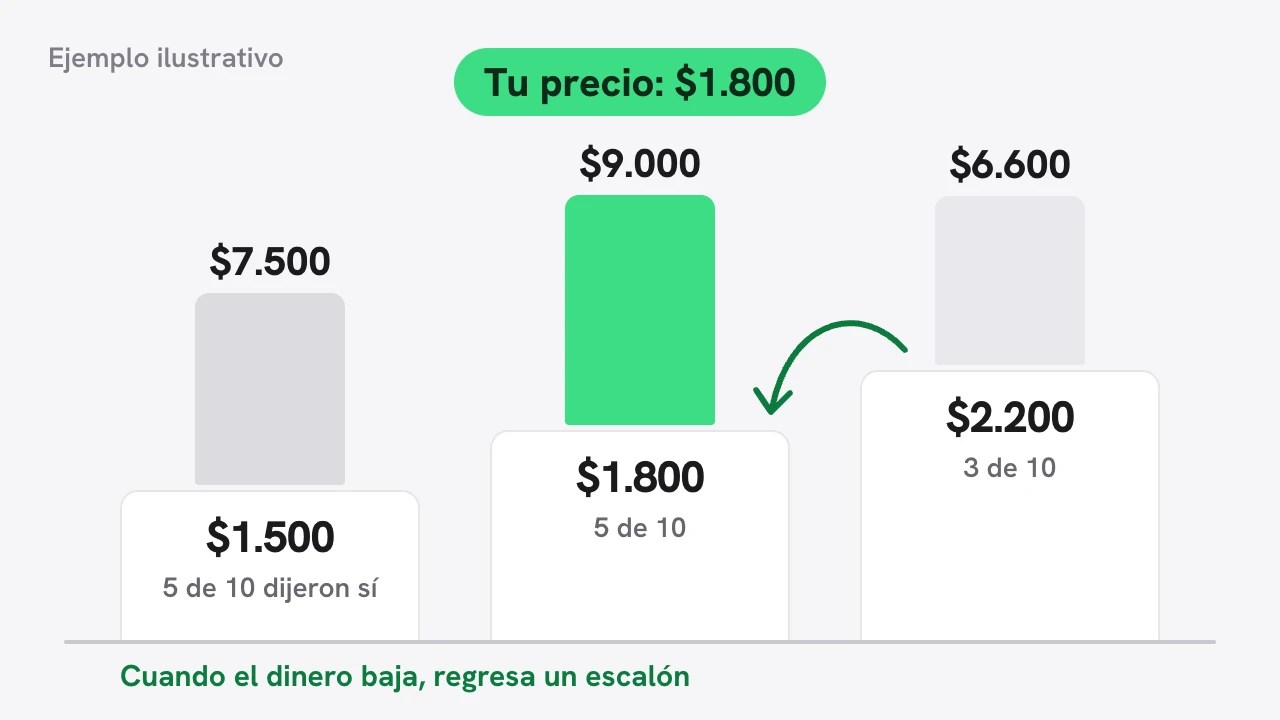 Ejemplo ilustrativo
Tu precio: $1.800
$7.500
$9.000
$6.600
$1.500
5 de 10 dijeron sí
$1.800
5 de 10
$2.200
3 de 10
Cuando el dinero baja, regresa un escalón